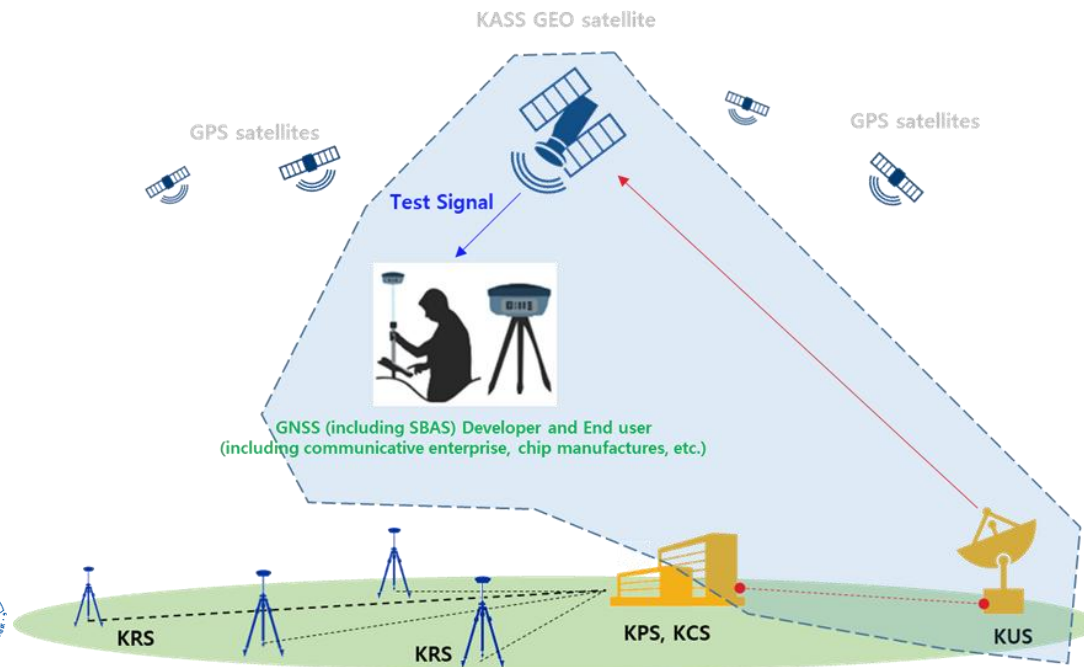 KASS GEO satellite
GPS satellites
GPS satellites
Test Signal
GNSS (including SBAS) Developer and End user
(including communicative enterprise, chip manufactures, etc.)
KRS
KRS
KPS, KCS
KUS